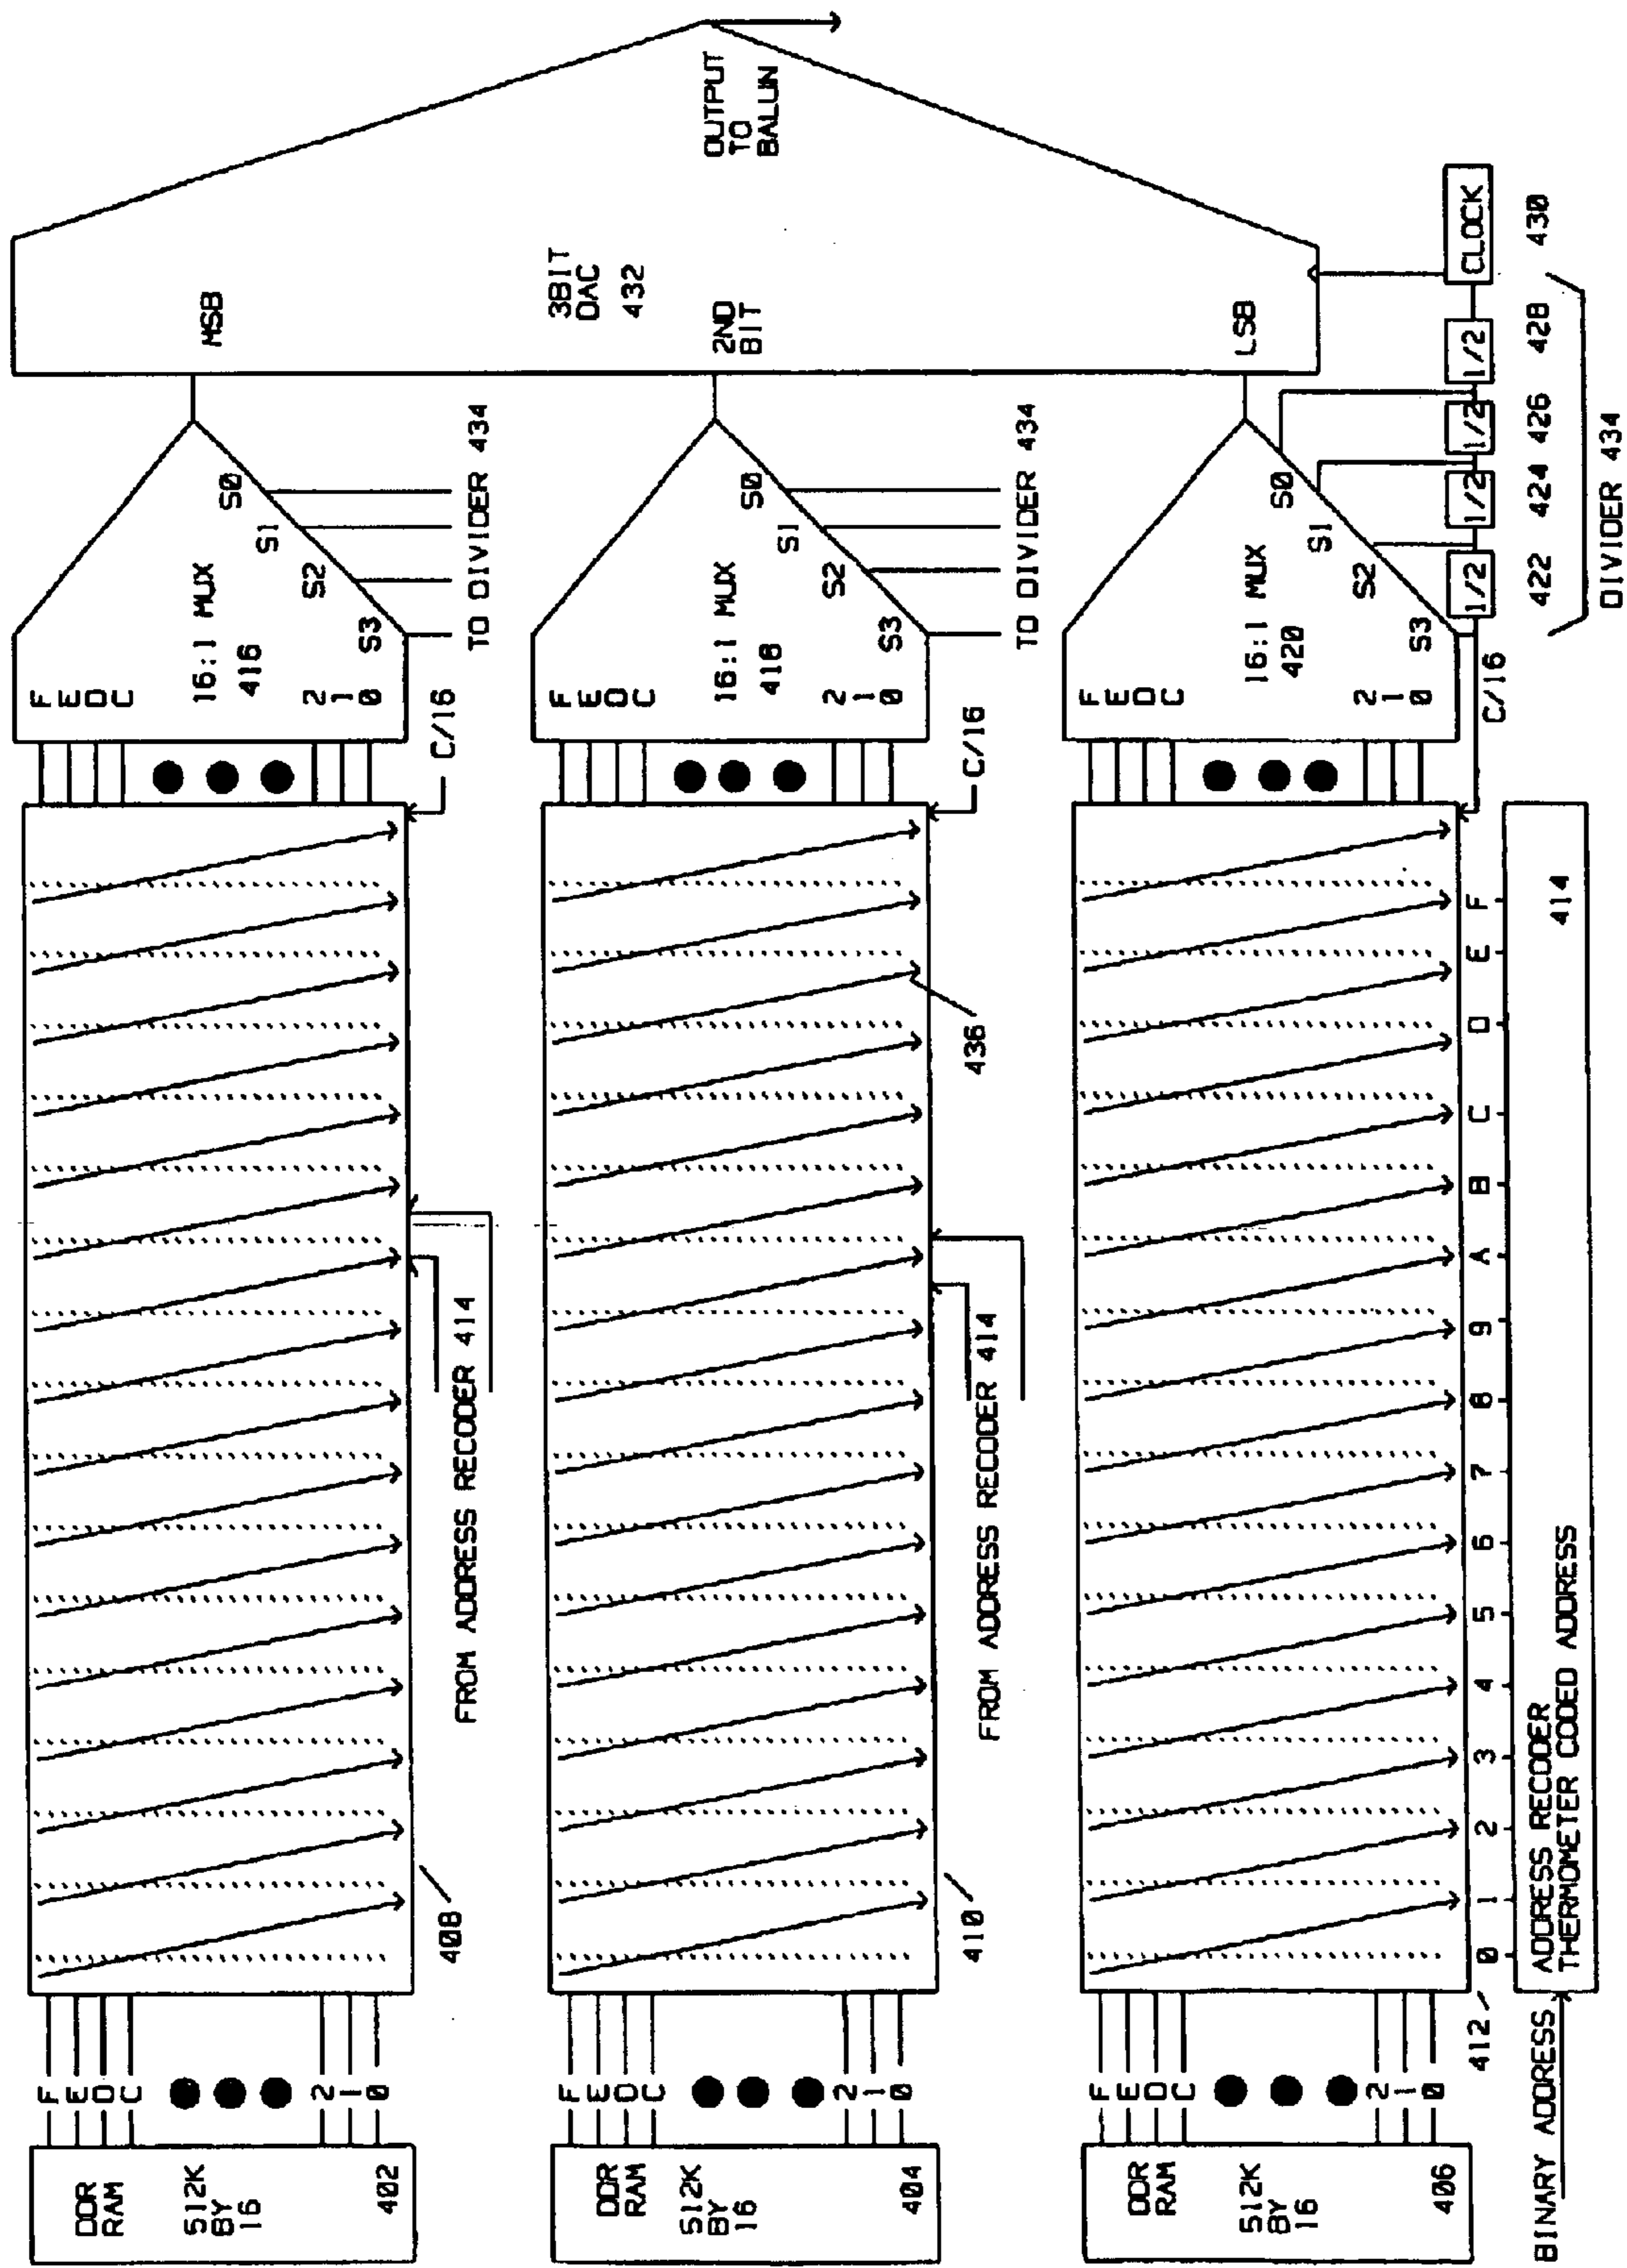 DDR
RAM
512K
BY
16
402
F
E
D
C
2
1
0
408
FROM ADDRESS RECODER 414
C/16
F
E
D
C
16:1 MUX
416
2
1
0
S3
S2
S1
S0
TO DIVIDER 434
MSB
DDR
RAM
512K
BY
16
404
F
E
D
C
2
1
0
410
FROM ADDRESS RECODER 414
436
C/16
F
E
D
C
16:1 MUX
418
2
1
0
S3
S2
S1
S0
TO DIVIDER 434
3BIT
DAC
432
2ND
BIT
OUTPUT
TO
BALUN
DDR
RAM
512K
BY
16
406
F
E
D
C
2
1
0
412
0 1 2 3 4 5 6 7 8 9 A B C D E F
C/16
F
E
D
C
16:1 MUX
420
2
1
0
S3
S2
S1
S0
LSB
1/2 1/2 1/2 1/2 CLOCK
422 424 426 428 430
DIVIDER 434
BINARY ADDRESS
ADDRESS RECODER
THERMOMETER CODED ADDRESS
414